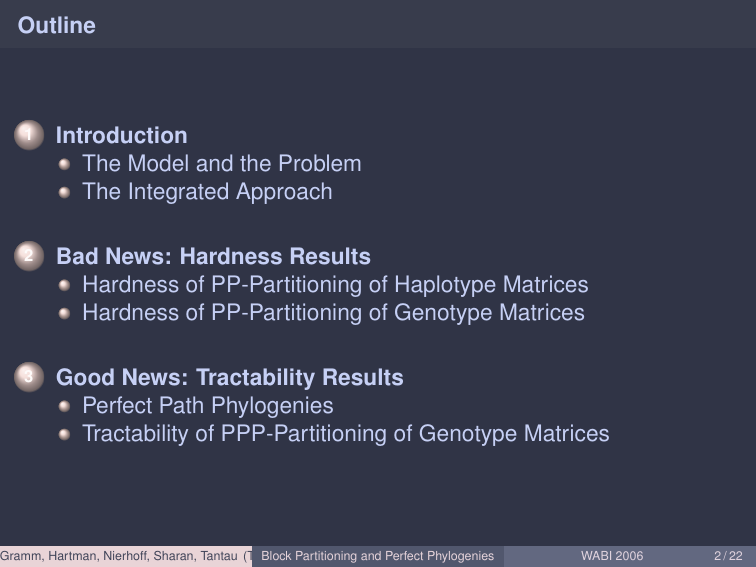 Outline
1 Introduction
The Model and the Problem
The Integrated Approach
2 Bad News: Hardness Results
Hardness of PP-Partitioning of Haplotype Matrices
Hardness of PP-Partitioning of Genotype Matrices
3 Good News: Tractability Results
Perfect Path Phylogenies
Tractability of PPP-Partitioning of Genotype Matrices
Gramm, Hartman, Nierhoff, Sharan, Tantau (T Block Partitioning and Perfect Phylogenies WABI 2006 2 / 22